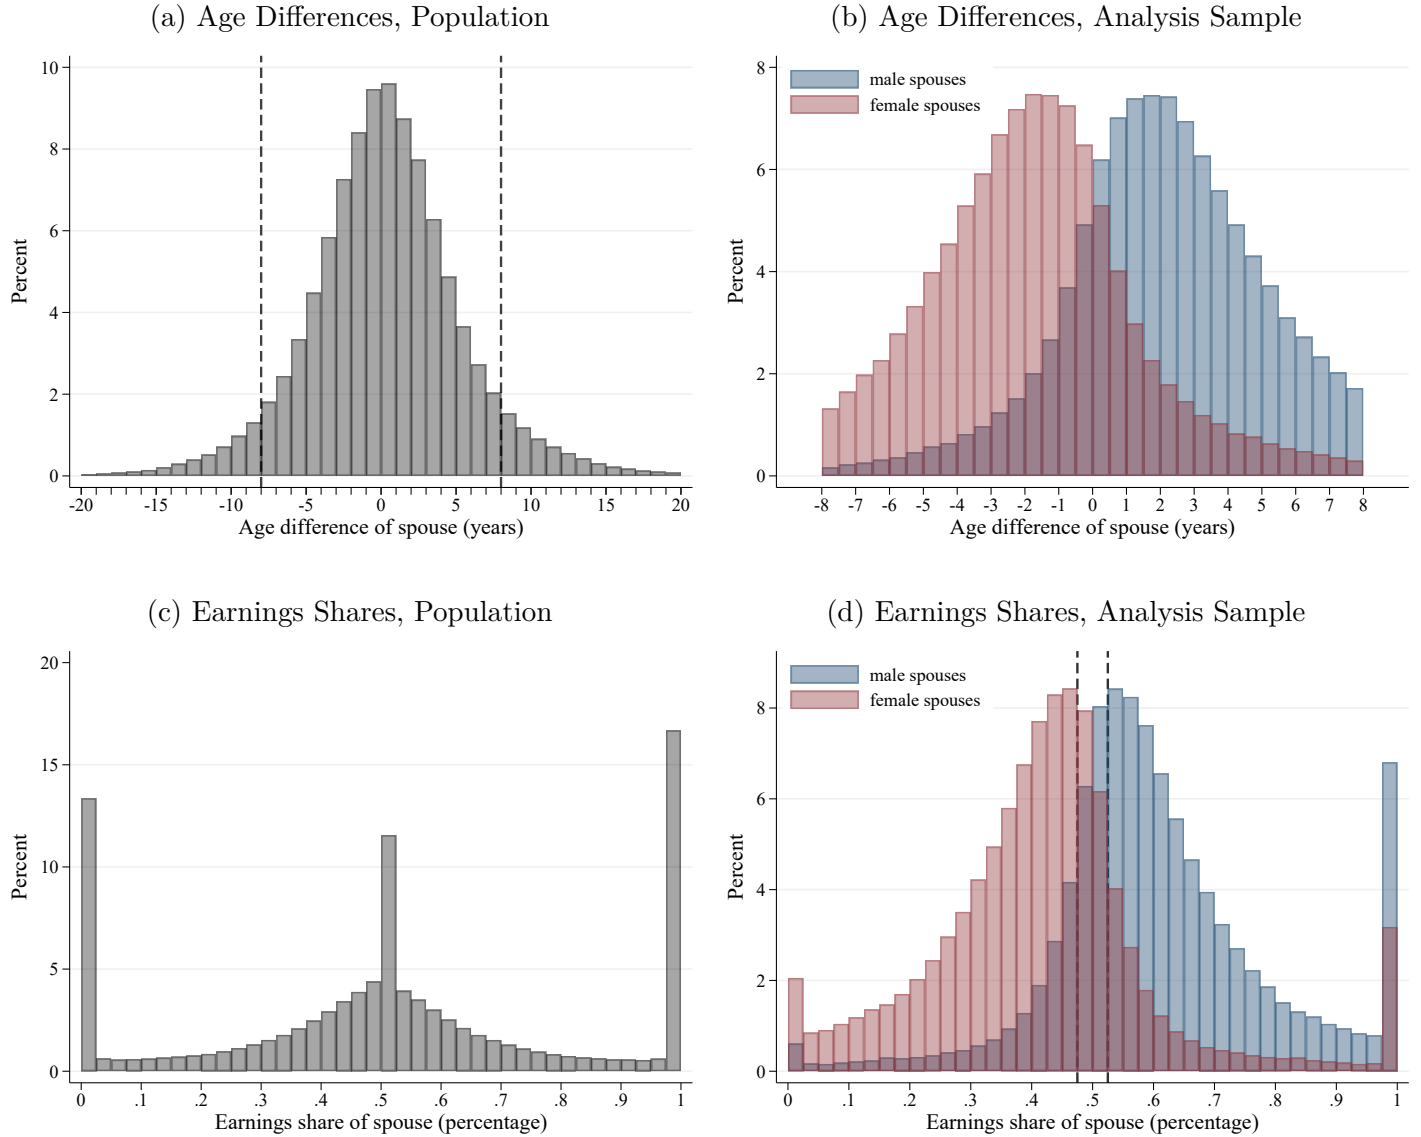 (a) Age Differences, Population
10
8
6
4
2
0
Percent
-20 -15 -10 -5 0 5 10 15 20
Age difference of spouse (years)
(b) Age Differences, Analysis Sample
male spouses
female spouses
8
6
4
2
0
Percent
-8 -7 -6 -5 -4 -3 -2 -1 0 1 2 3 4 5 6 7 8
Age difference of spouse (years)
(c) Earnings Shares, Population
20
15
10
5
0
Percent
0 .1 .2 .3 .4 .5 .6 .7 .8 .9 1
Earnings share of spouse (percentage)
(d) Earnings Shares, Analysis Sample
male spouses
female spouses
8
6
4
2
0
Percent
0 .1 .2 .3 .4 .5 .6 .7 .8 .9 1
Earnings share of spouse (percentage)